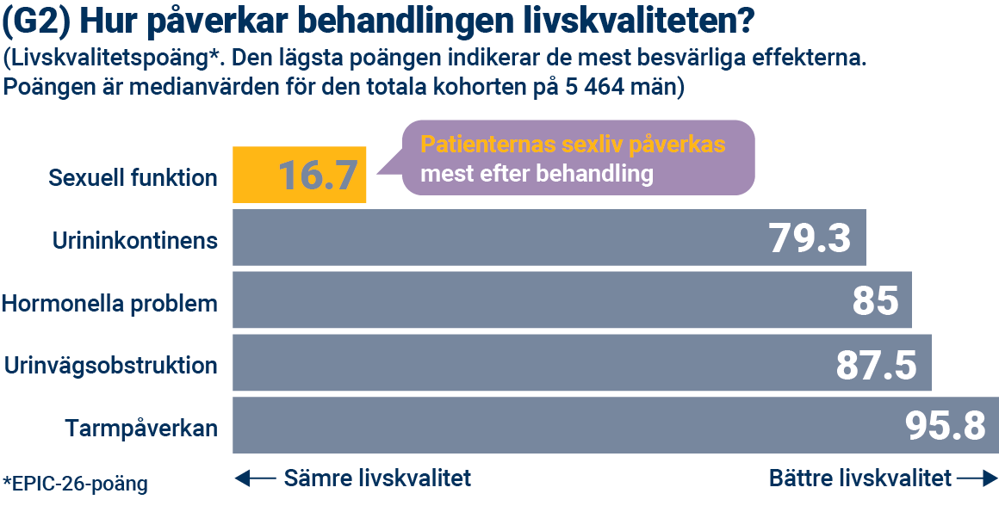 (G2) Hur påverkar behandlingen livskvaliteten?
(Livskvalitetspoäng*. Den lägsta poängen indikerar de mest besvärliga effekterna.
Poängen är medianvärden för den totala kohorten på 5 464 män)
Patienternas sexliv påverkas
mest efter behandling
Sexuell funktion 16.7
Urininkontinens 79.3
Hormonella problem 85
Urinvägsobstruktion 87.5
Tarmpåverkan 95.8
*EPIC-26-poäng
Sämre livskvalitet
Bättre livskvalitet